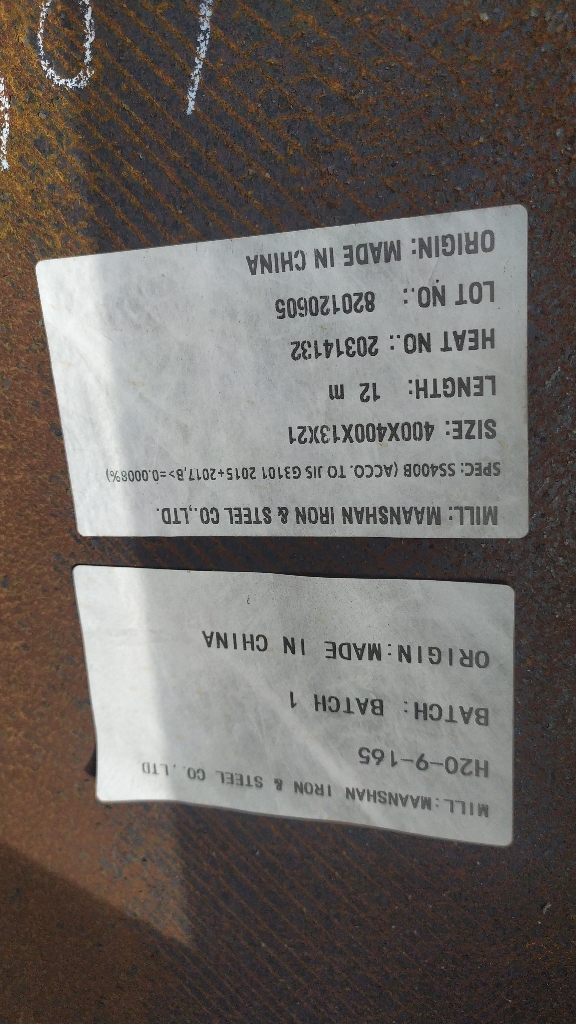 MILL:MAANSHAN IRON & STEEL CO.,LTD
H20-9-165
BATCH: BATCH 1
ORIGIN:MADE IN CHINA
MILL: MAANSHAN IRON & STEEL CO.,LTD.
SPEC: SS400B (ACCO. TO JIS G3101 2015+2017,B>=0.0008%)
SIZE: 400X400X13X21
LENGTH: 12 m
HEAT NO.: 20314132
LOT NO.: 820120605
ORIGIN: MADE IN CHINA